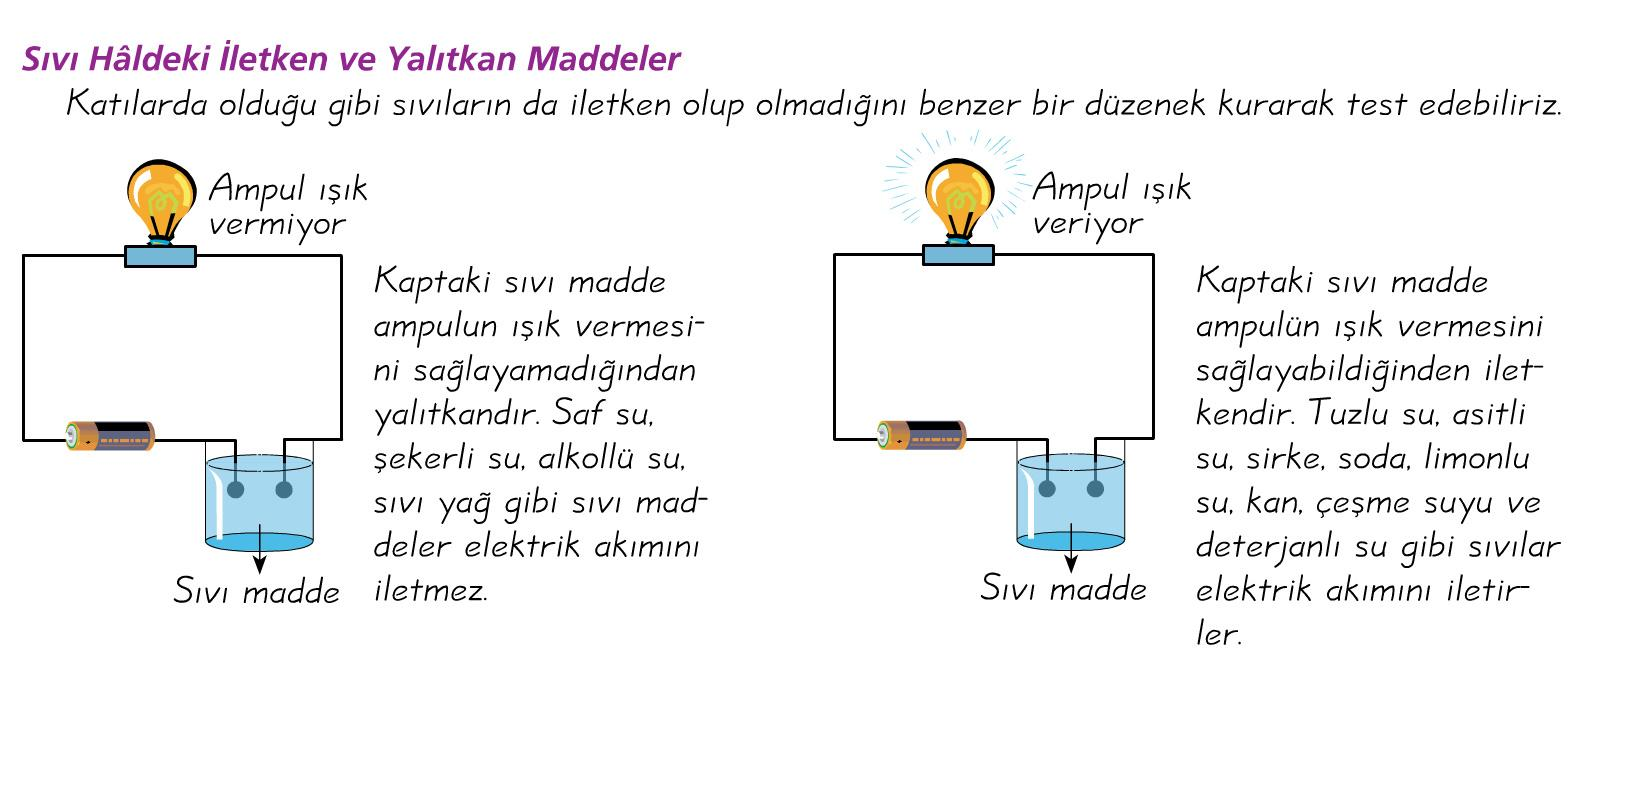 Sıvı Hâldeki İletken ve Yalıtkan Maddeler
Katılarda olduğu gibi sıvıların da iletken olup olmadığını benzer bir düzenek kurarak test edebiliriz.
Ampul ışık
vermiyor
Kaptaki sıvı madde
ampulun ışık vermesi-
ni sağlayamadığından
yalıtkandır. Saf su,
şekerli su, alkollü su,
sıvı yağ gibi sıvı mad-
deler elektrik akımını
iletmez.
Sıvı madde
Ampul ışık
veriyor
Kaptaki sıvı madde
ampulün ışık vermesini
sağlayabildiğinden ilet-
kendir. Tuzlu su, asitli
su, sirke, soda, limonlu
su, kan, çeşme suyu ve
deterjanlı su gibi sıvılar
elektrik akımını iletir-
ler.
Sıvı madde